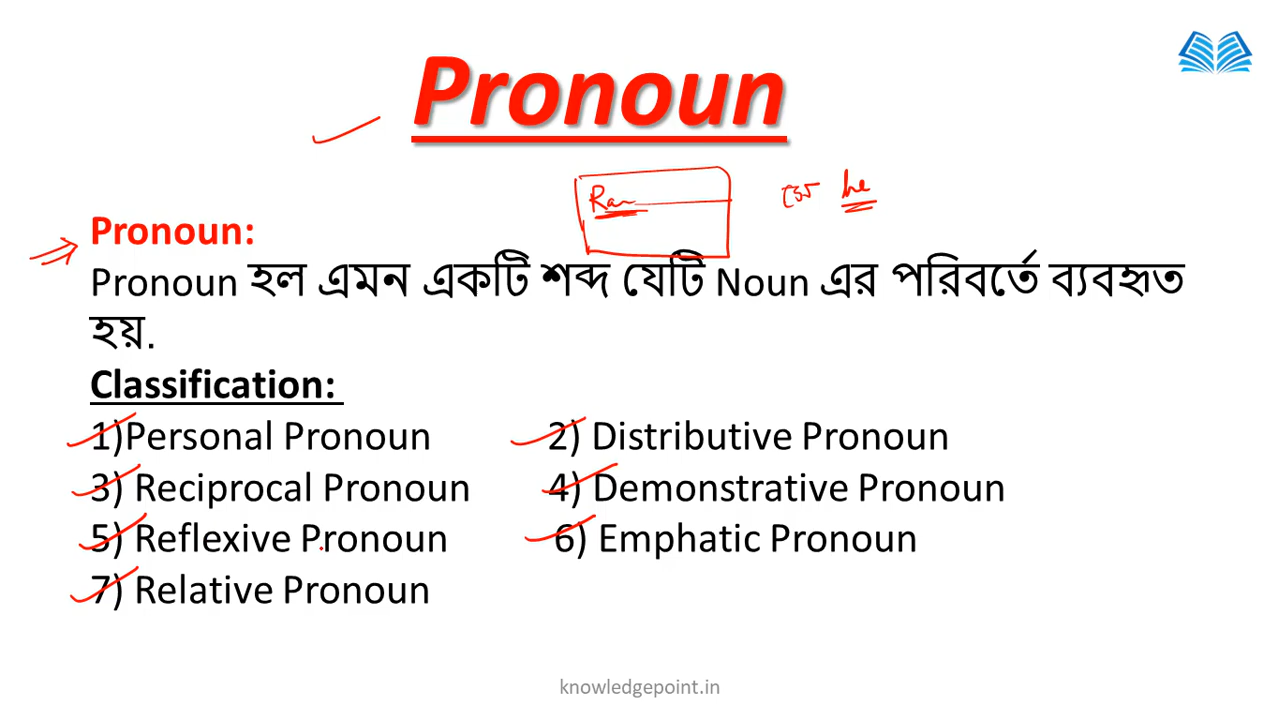 Pronoun
he
Pronoun:
Pronoun হল এমন একটি শব্দ যেটি Noun এর পরিবর্তে ব্যবহৃত
হয়.
Classification:
1)Personal Pronoun 2) Distributive Pronoun
3) Reciprocal Pronoun 4) Demonstrative Pronoun
5) Reflexive Pronoun 6) Emphatic Pronoun
7) Relative Pronoun
knowledgepoint.in